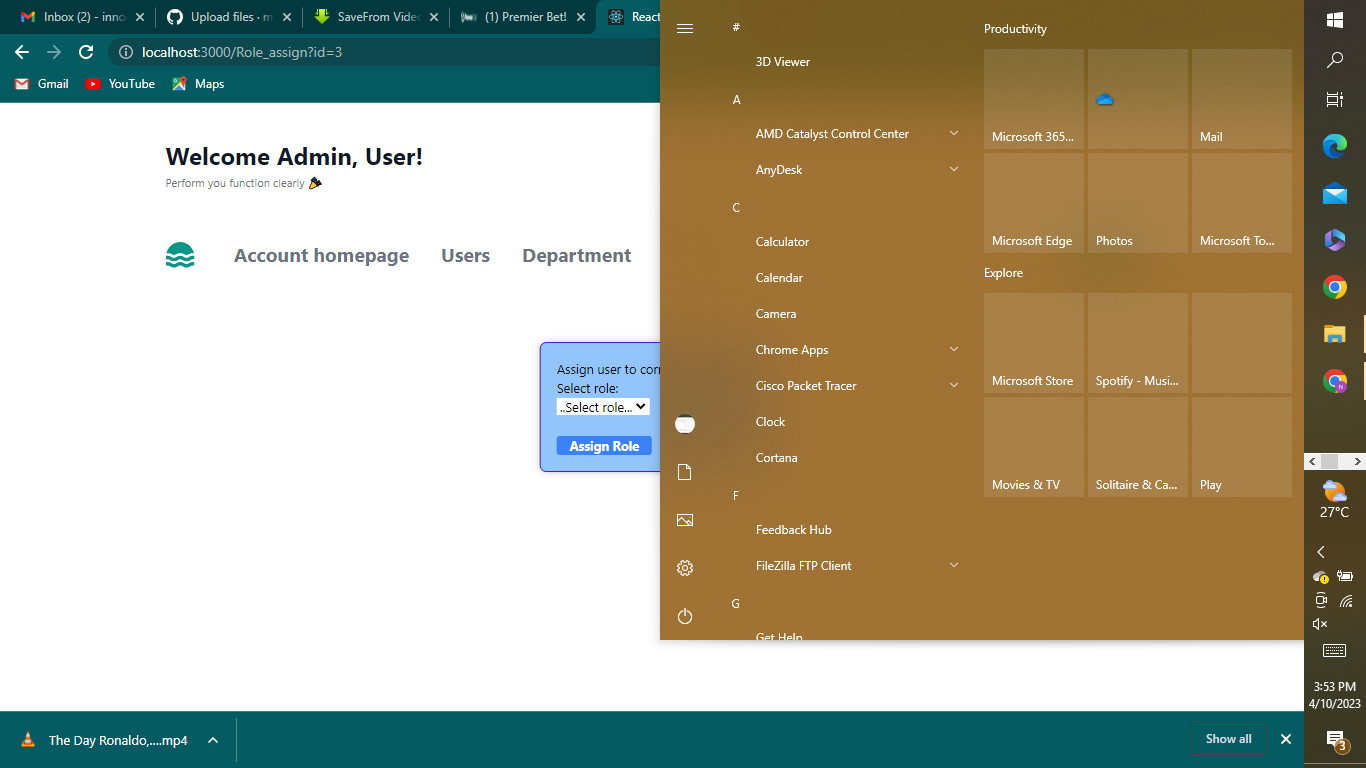 Inbox (2) - inno
Upload files · m
SaveFrom Video
(1) Premier Bet!
React
localhost:3000/Role_assign?id=3
Gmail
YouTube
Maps
Welcome Admin, User!
Perform you function clearly
Account homepage
Users
Department
Assign user to corr
Select role:
..Select role...
Assign Role
#
3D Viewer
A
AMD Catalyst Control Center
AnyDesk
C
Calculator
Calendar
Camera
Chrome Apps
Cisco Packet Tracer
Clock
Cortana
F
Feedback Hub
FileZilla FTP Client
G
Get Help
Productivity
Microsoft 365...
Mail
Microsoft Edge
Photos
Microsoft To...
Explore
Microsoft Store
Spotify - Musi...
Movies & TV
Solitaire & Ca...
Play
N
27°C
3:53 PM
4/10/2023
3
The Day Ronaldo,....mp4
Show all